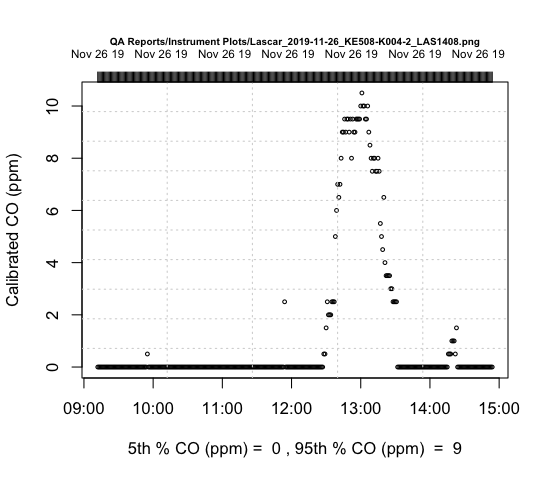 QA Reports/Instrument Plots/Lascar_2019-11-26_KE508-K004-2_LAS1408.png
Nov 26 19 Nov 26 19 Nov 26 19 Nov 26 19 Nov 26 19 Nov 26 19 Nov 26 19
Calibrated CO (ppm)
10
8
6
4
2
0
09:00 10:00 11:00 12:00 13:00 14:00 15:00
5th % CO (ppm) = 0 , 95th % CO (ppm) = 9